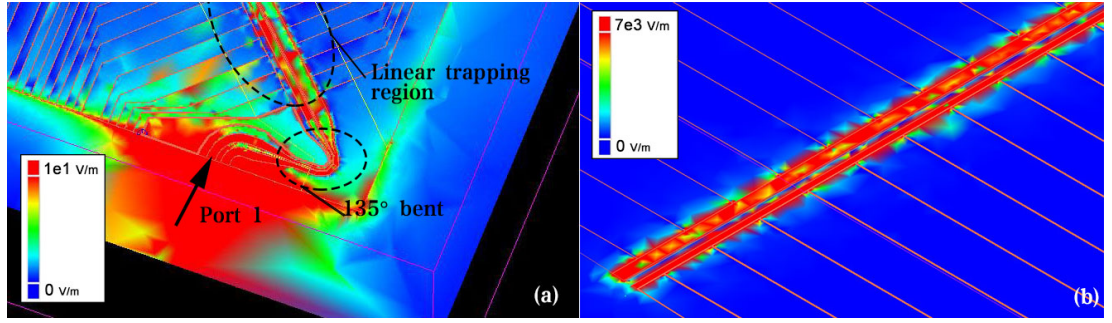 Linear trapping
region
1e1 V/m
0 V/m
Port 1
135° bent
(a)
7e3 V/m
0 V/m
(b)